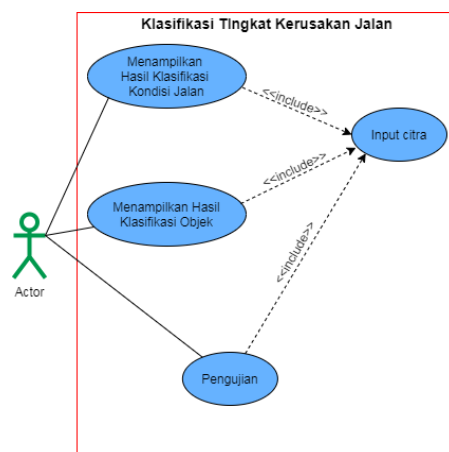 Klasifikasi TIngkat Kerusakan Jalan
Menampilkan
Hasil Klasifikasi
Kondisi Jalan
<<include>>
Input citra
<<include>>
Menampilkan Hasil
Klasifikasi Objek
<<include>>
Actor
Pengujian